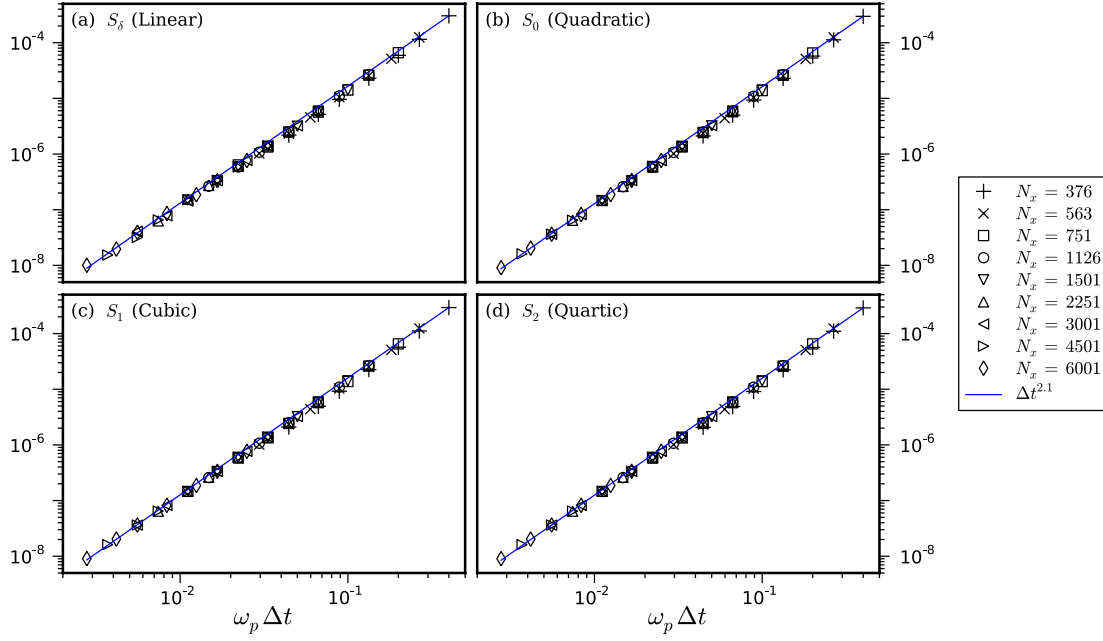 (a) S_δ (Linear)
(b) S_0 (Quadratic)
10^{-4}
10^{-6}
10^{-8}
10^{-4}
10^{-6}
10^{-8}
(c) S_1 (Cubic)
(d) S_2 (Quartic)
10^{-4}
10^{-6}
10^{-8}
10^{-4}
10^{-6}
10^{-8}
10^{-2}
10^{-1}
10^{-2}
10^{-1}
ω_p Δt
ω_p Δt
N_x = 376
N_x = 563
N_x = 751
N_x = 1126
N_x = 1501
N_x = 2251
N_x = 3001
N_x = 4501
N_x = 6001
Δt^{2.1}